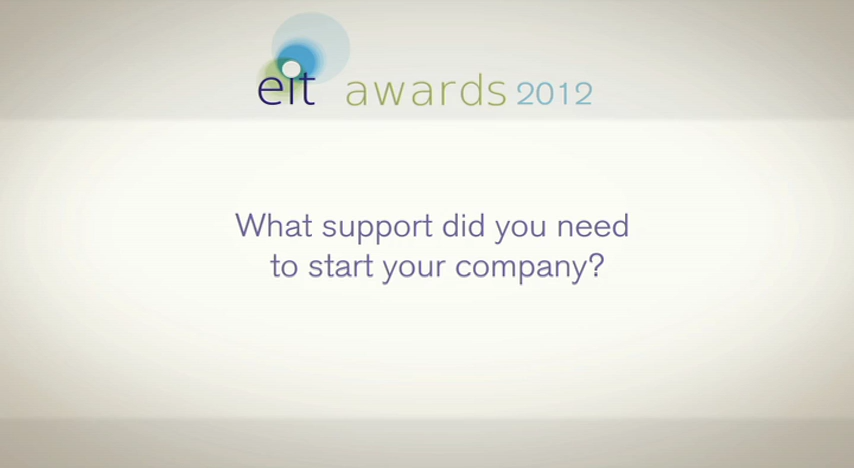 eit awards 2012
What support did you need
to start your company?